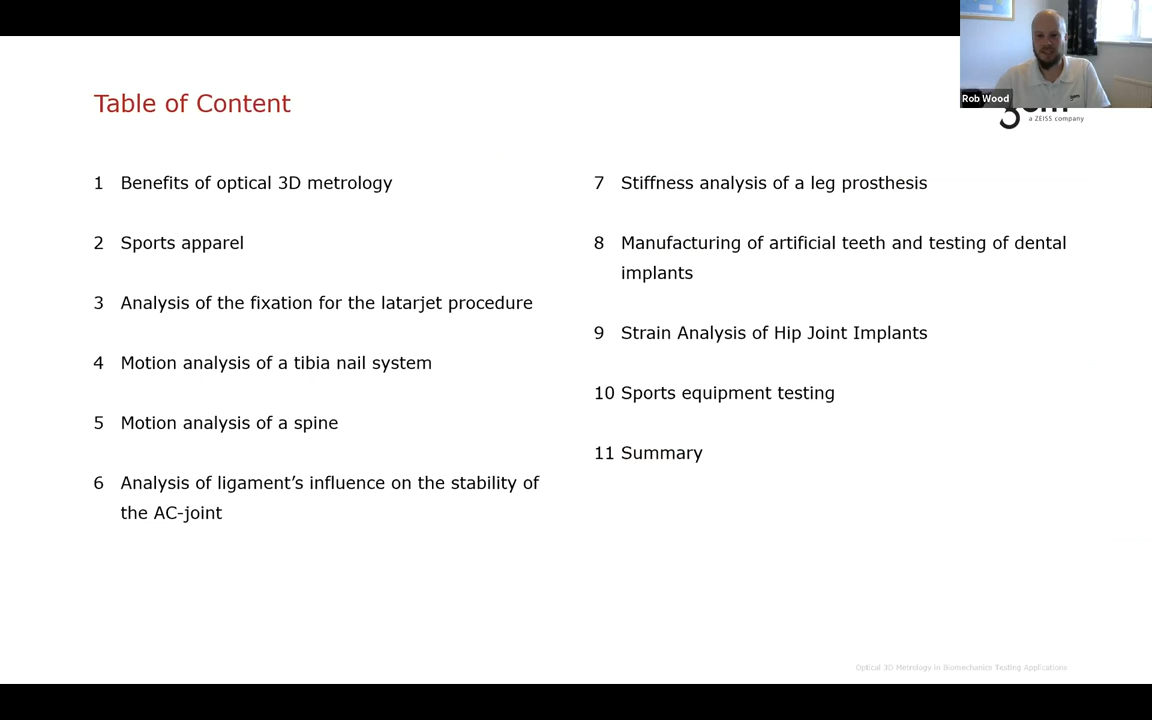 Rob Wood
Table of Content
a ZEISS company
1 Benefits of optical 3D metrology
2 Sports apparel
3 Analysis of the fixation for the latarjet procedure
4 Motion analysis of a tibia nail system
5 Motion analysis of a spine
6 Analysis of ligament’s influence on the stability of
the AC-joint
7 Stiffness analysis of a leg prosthesis
8 Manufacturing of artificial teeth and testing of dental
implants
9 Strain Analysis of Hip Joint Implants
10 Sports equipment testing
11 Summary
Optical 3D Metrology in Biomechanics Testing Applications